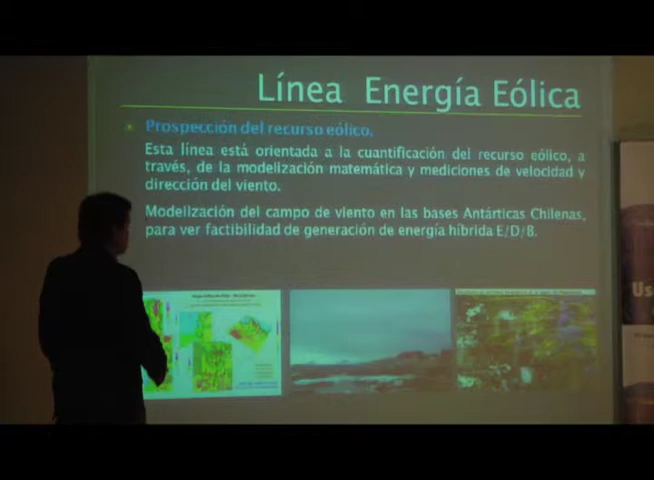 Línea Energía Eólica
Prospección del recurso eólico,
Esta línea está orientada a la cuantificación del recurso eólico, a
través, de la modelización matemática y mediciones de velocidad y
dirección del viento.
Modelización del campo de viento en las bases Antárticas Chilenas,
para ver factibilidad de generación de energía híbrida E/D/B.
Us